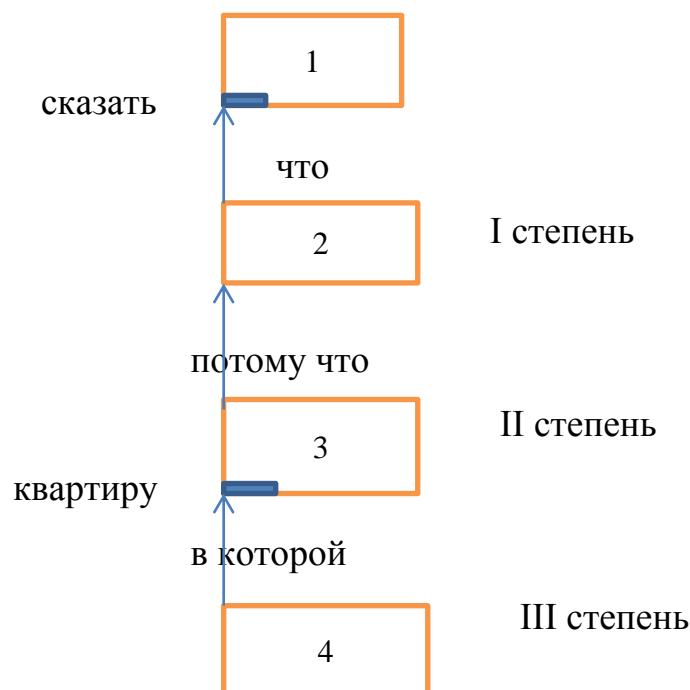 1
сказать
что
I степень
2
потому что
II степень
3
квартиру
в которой
III степень
4